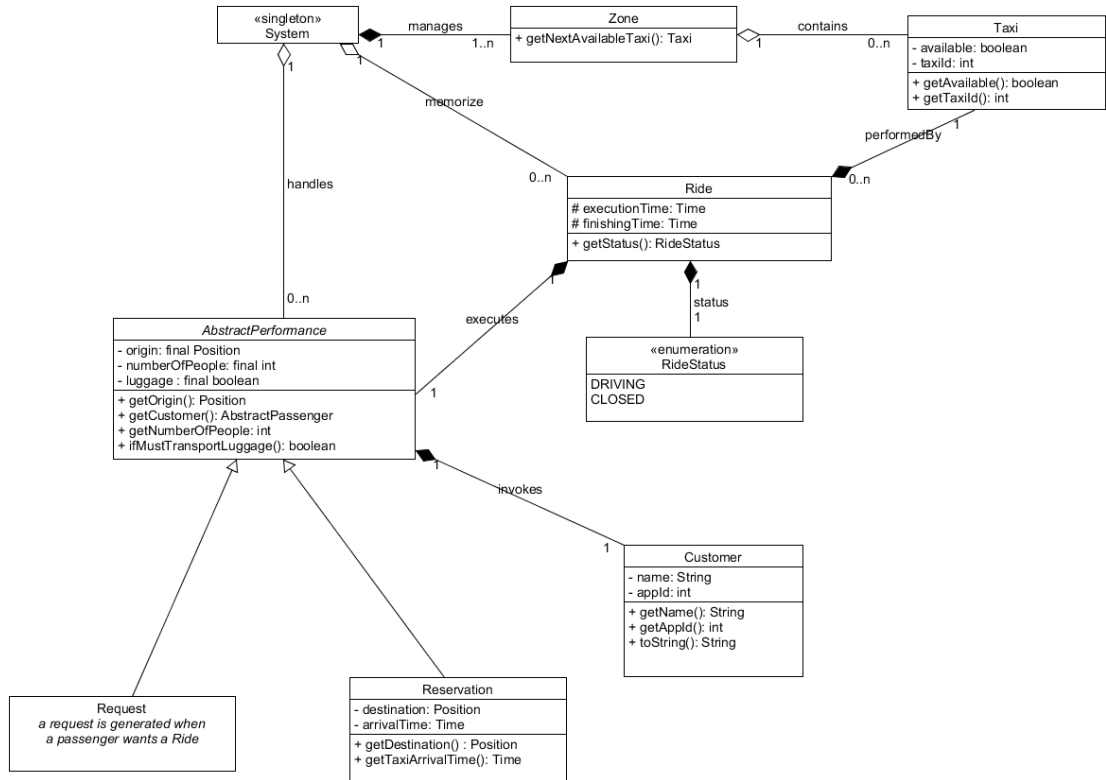 «singleton»
System
1
manages
1..n
Zone
+ getNextAvailableTaxi(): Taxi
1
contains
0..n
Taxi
- available: boolean
- taxiId: int
+ getAvailable(): boolean
+ getTaxiId(): int
1
1
memorize
0..n
1
performedBy
0..n
handles
0..n
Ride
# executionTime: Time
# finishingTime: Time
+ getStatus(): RideStatus
1
executes
1
1
status
1
«enumeration»
RideStatus
DRIVING
CLOSED
AbstractPerformance
- origin: final Position
- numberOfPeople: final int
- luggage : final boolean
+ getOrigin(): Position
+ getCustomer(): AbstractPassenger
+ getNumberOfPeople: int
+ ifMustTransportLuggage(): boolean
1
invokes
1
Customer
- name: String
- appId: int
+ getName(): String
+ getAppId(): int
+ toString(): String
Request
a request is generated when
a passenger wants a Ride
Reservation
- destination: Position
- arrivalTime: Time
+ getDestination() : Position
+ getTaxiArrivalTime(): Time